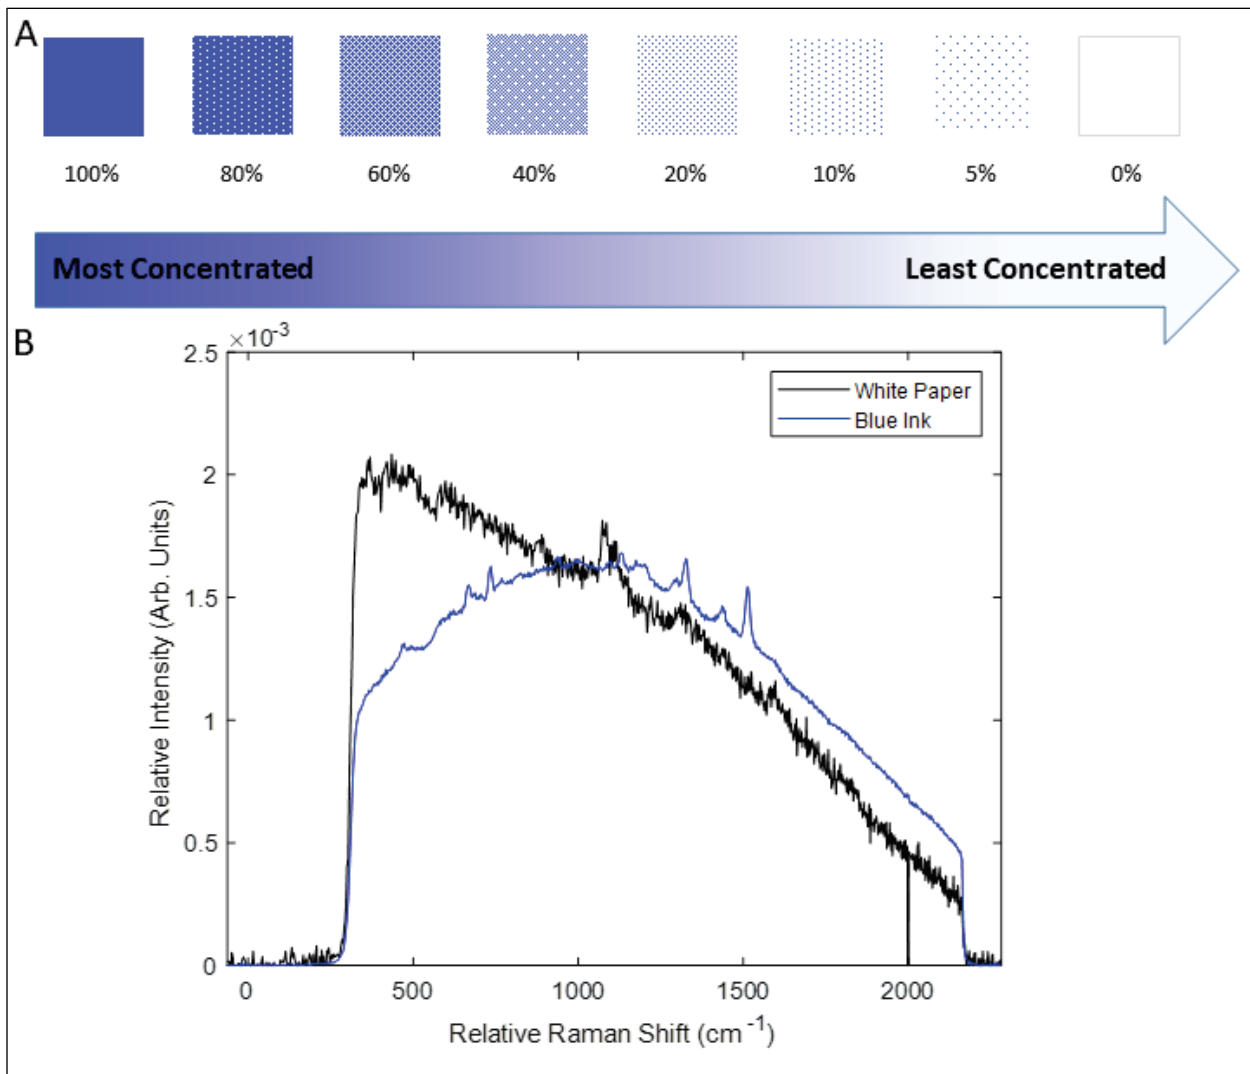 A
100% 80% 60% 40% 20% 10% 5% 0%
Most Concentrated Least Concentrated
B
×10⁻³
2.5
2
1.5
1
0.5
0
Relative Intensity (Arb. Units)
White Paper
Blue Ink
0 500 1000 1500 2000
Relative Raman Shift (cm⁻¹)